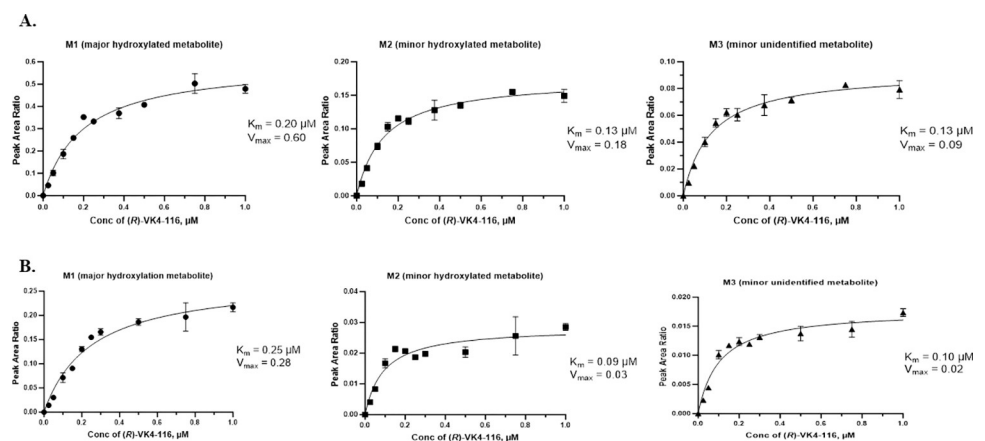 A.
M1 (major hydroxylated metabolite)
Peak Area Ratio
0.6
0.5
0.4
0.3
0.2
0.1
0.0
0.0 0.2 0.4 0.6 0.8 1.0
Conc of (R)-VK4-116, µM
Km = 0.20 µM
Vmax = 0.60
M2 (minor hydroxylated metabolite)
Peak Area Ratio
0.20
0.15
0.10
0.05
0.00
0.0 0.2 0.4 0.6 0.8 1.0
Conc of (R)-VK4-116, µM
Km = 0.13 µM
Vmax = 0.18
M3 (minor unidentified metabolite)
Peak Area Ratio
0.10
0.08
0.06
0.04
0.02
0.00
0.0 0.2 0.4 0.6 0.8 1.0
Conc of (R)-VK4-116, µM
Km = 0.13 µM
Vmax = 0.09
B.
M1 (major hydroxylation metabolite)
Peak Area Ratio
0.25
0.20
0.15
0.10
0.05
0.00
0.0 0.2 0.4 0.6 0.8 1.0
Conc of (R)-VK4-116, µM
Km = 0.25 µM
Vmax = 0.28
M2 (minor hydroxylated metabolite)
Peak Area Ratio
0.04
0.03
0.02
0.01
0.00
0.0 0.2 0.4 0.6 0.8 1.0
Conc of (R)-VK4-116, µM
Km = 0.09 µM
Vmax = 0.03
M3 (minor unidentified metabolite)
Peak Area Ratio
0.020
0.015
0.010
0.005
0.000
0.0 0.2 0.4 0.6 0.8 1.0
Conc of (R)-VK4-116, µM
Km = 0.10 µM
Vmax = 0.02